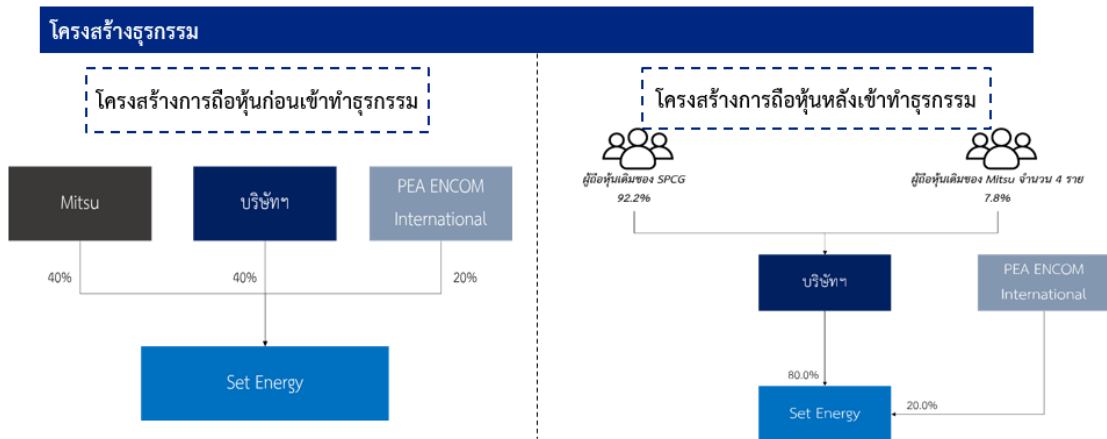 โครงสร้างธุรกรรม
โครงสร้างการถือหุ้นก่อนเข้าทำธุรกรรม
Mitsu
บริษัทฯ
PEA ENCOM
International
40%
40%
20%
Set Energy
โครงสร้างการถือหุ้นหลังเข้าทำธุรกรรม
ผู้ถือหุ้นเดิมของ SPCG
92.2%
ผู้ถือหุ้นเดิมของ Mitsu จำนวน 4 ราย
7.8%
บริษัทฯ
PEA ENCOM
International
80.0%
20.0%
Set Energy